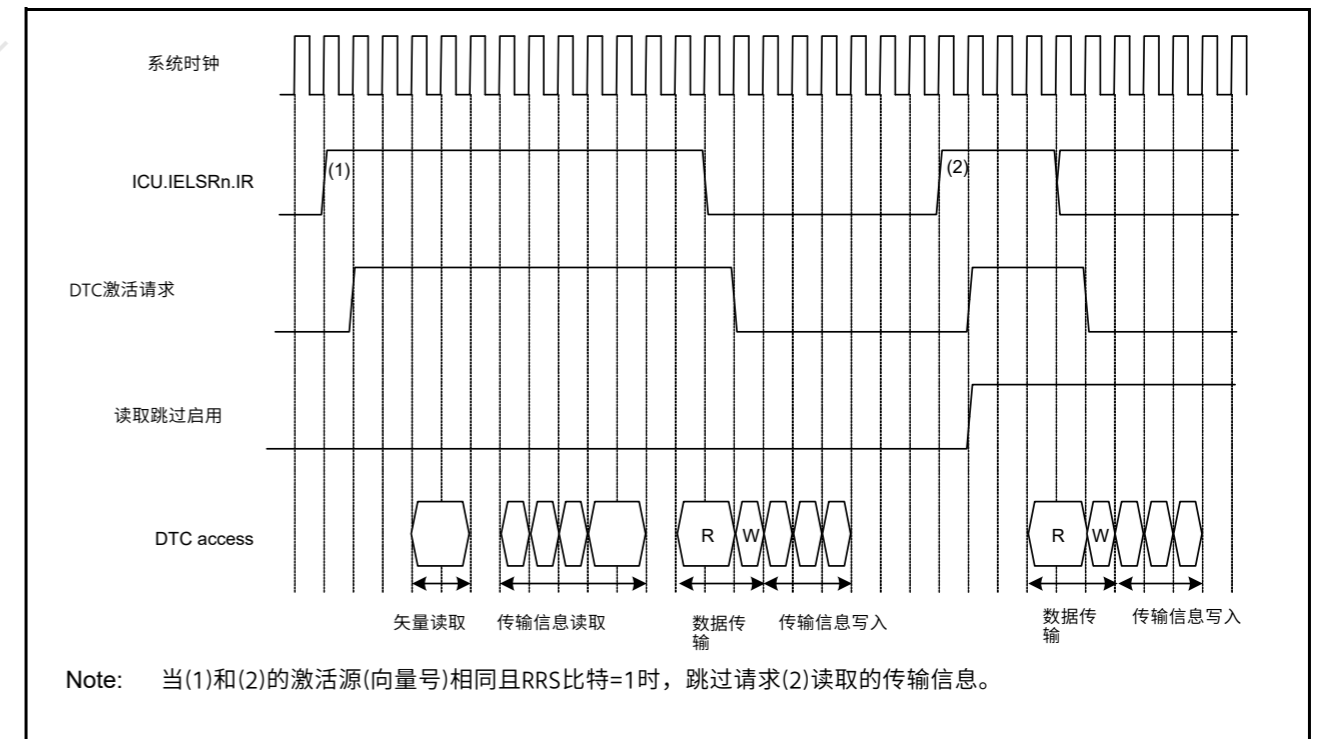 系统时钟
ICU.IELSRn.IR
(1)
(2)
DTC激活请求
读取跳过启用
DTC access
R
W
R
W
矢量读取
传输信息读取
数据传
输
传输信息写入
数据传
输
传输信息写入
Note: 当(1)和(2)的激活源(向量号)相同且RRS比特=1时，跳过请求(2)读取的传输信息。